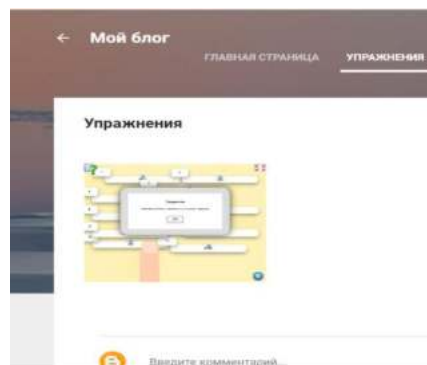 Мой блог
ГЛАВНАЯ СТРАНИЦА УПРАЖНЕНИЯ
Упражнения
Введите комментарий...